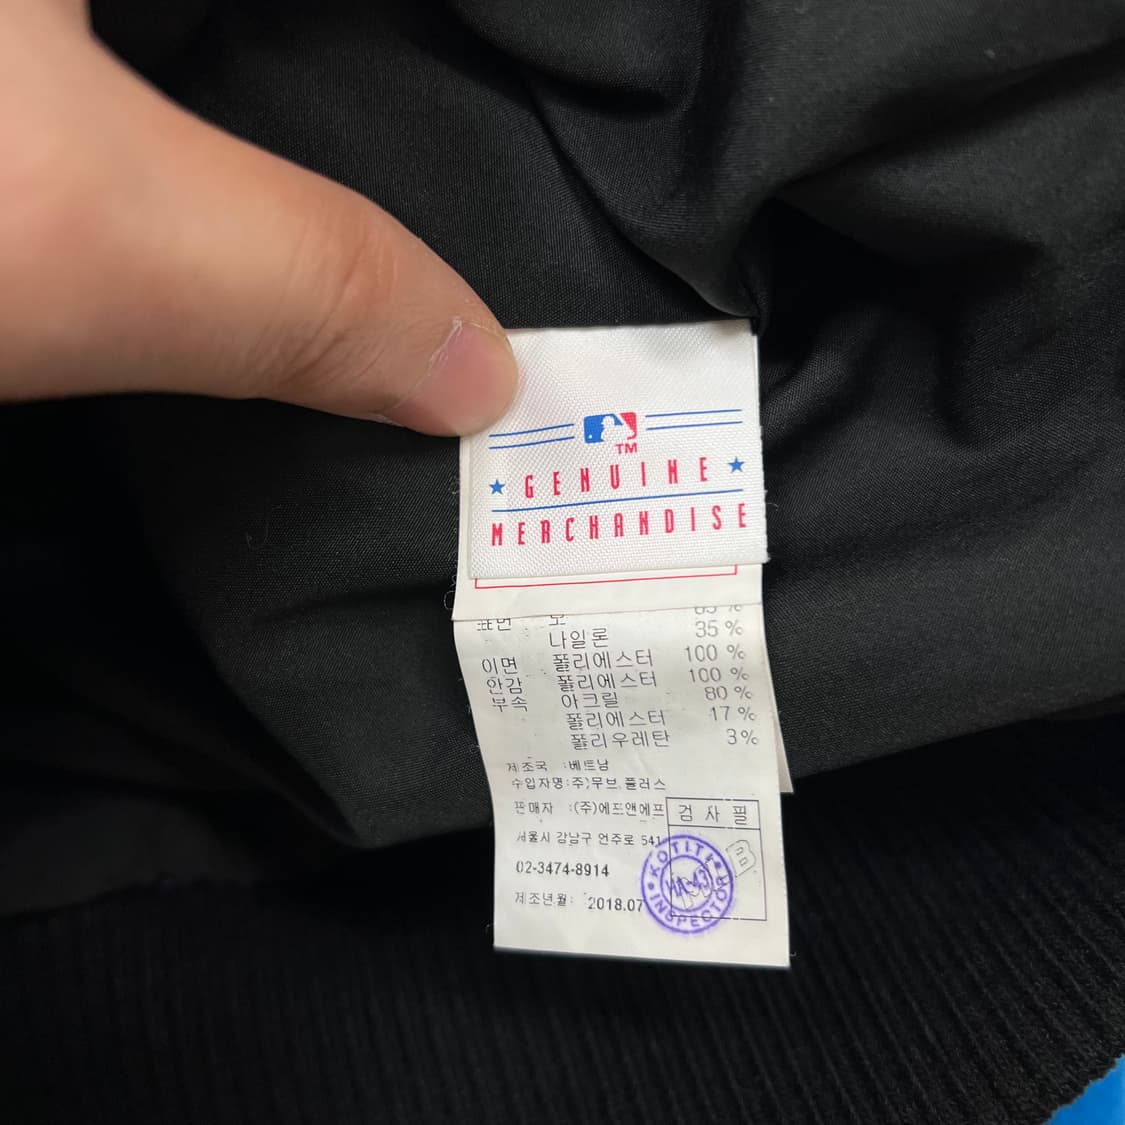 TM
GENUINE
MERCHANDISE
표면 모
나일론 35 %
이면 폴리에스터 100 %
안감 폴리에스터 100 %
부속 아크릴 80 %
폴리에스터 17 %
폴리우레탄 3%
제조국 :베트남
수입자명:주)무브 플러스
판매자 :(주)에프앤에프
서울시 강남구 언주로 541
02-3474-8914
제조년월: 2018.07
검사필
KOTITI
INSPECTOR